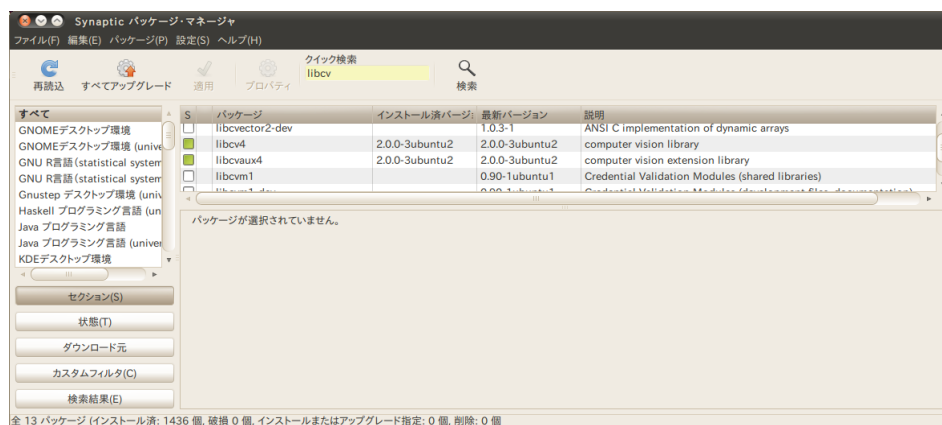 Synaptic パッケージ・マネージャ
ファイル(F) 編集(E) パッケージ(P) 設定(S) ヘルプ(H)
再読込 すべてアップグレード 適用 プロパティ
クイック検索
libcv
検索
すべて
GNOMEデスクトップ環境
GNOMEデスクトップ環境 (unive
GNU R言語(statistical system
GNU R言語(statistical system
Gnustep デスクトップ環境 (univ
Haskell プログラミング言語 (un
Java プログラミング言語
Java プログラミング言語 (univer
KDEデスクトップ環境
セクション(S)
状態(T)
ダウンロード元
カスタムフィルタ(C)
検索結果(E)
S パッケージ インストール済バージ: 最新バージョン 説明
libcvector2-dev 1.0.3-1 ANSI C implementation of dynamic arrays
libcv4 2.0.0-3ubuntu2 2.0.0-3ubuntu2 computer vision library
libcvaux4 2.0.0-3ubuntu2 2.0.0-3ubuntu2 computer vision extension library
libcvm1 0.90-1ubuntu1 Credential Validation Modules (shared libraries)
libcvm1-dev 0.90-1ubuntu1 Credential Validation Modules (development files, documentation)
パッケージが選択されていません。
全 13 パッケージ (インストール済: 1436 個, 破損 0 個, インストールまたはアップグレード指定: 0 個, 削除: 0 個